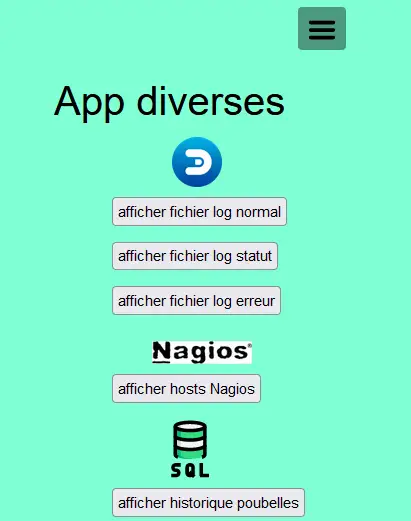 App diverses
afficher fichier log normal
afficher fichier log statut
afficher fichier log erreur
Nagios®
afficher hosts Nagios
SQL
afficher historique poubelles